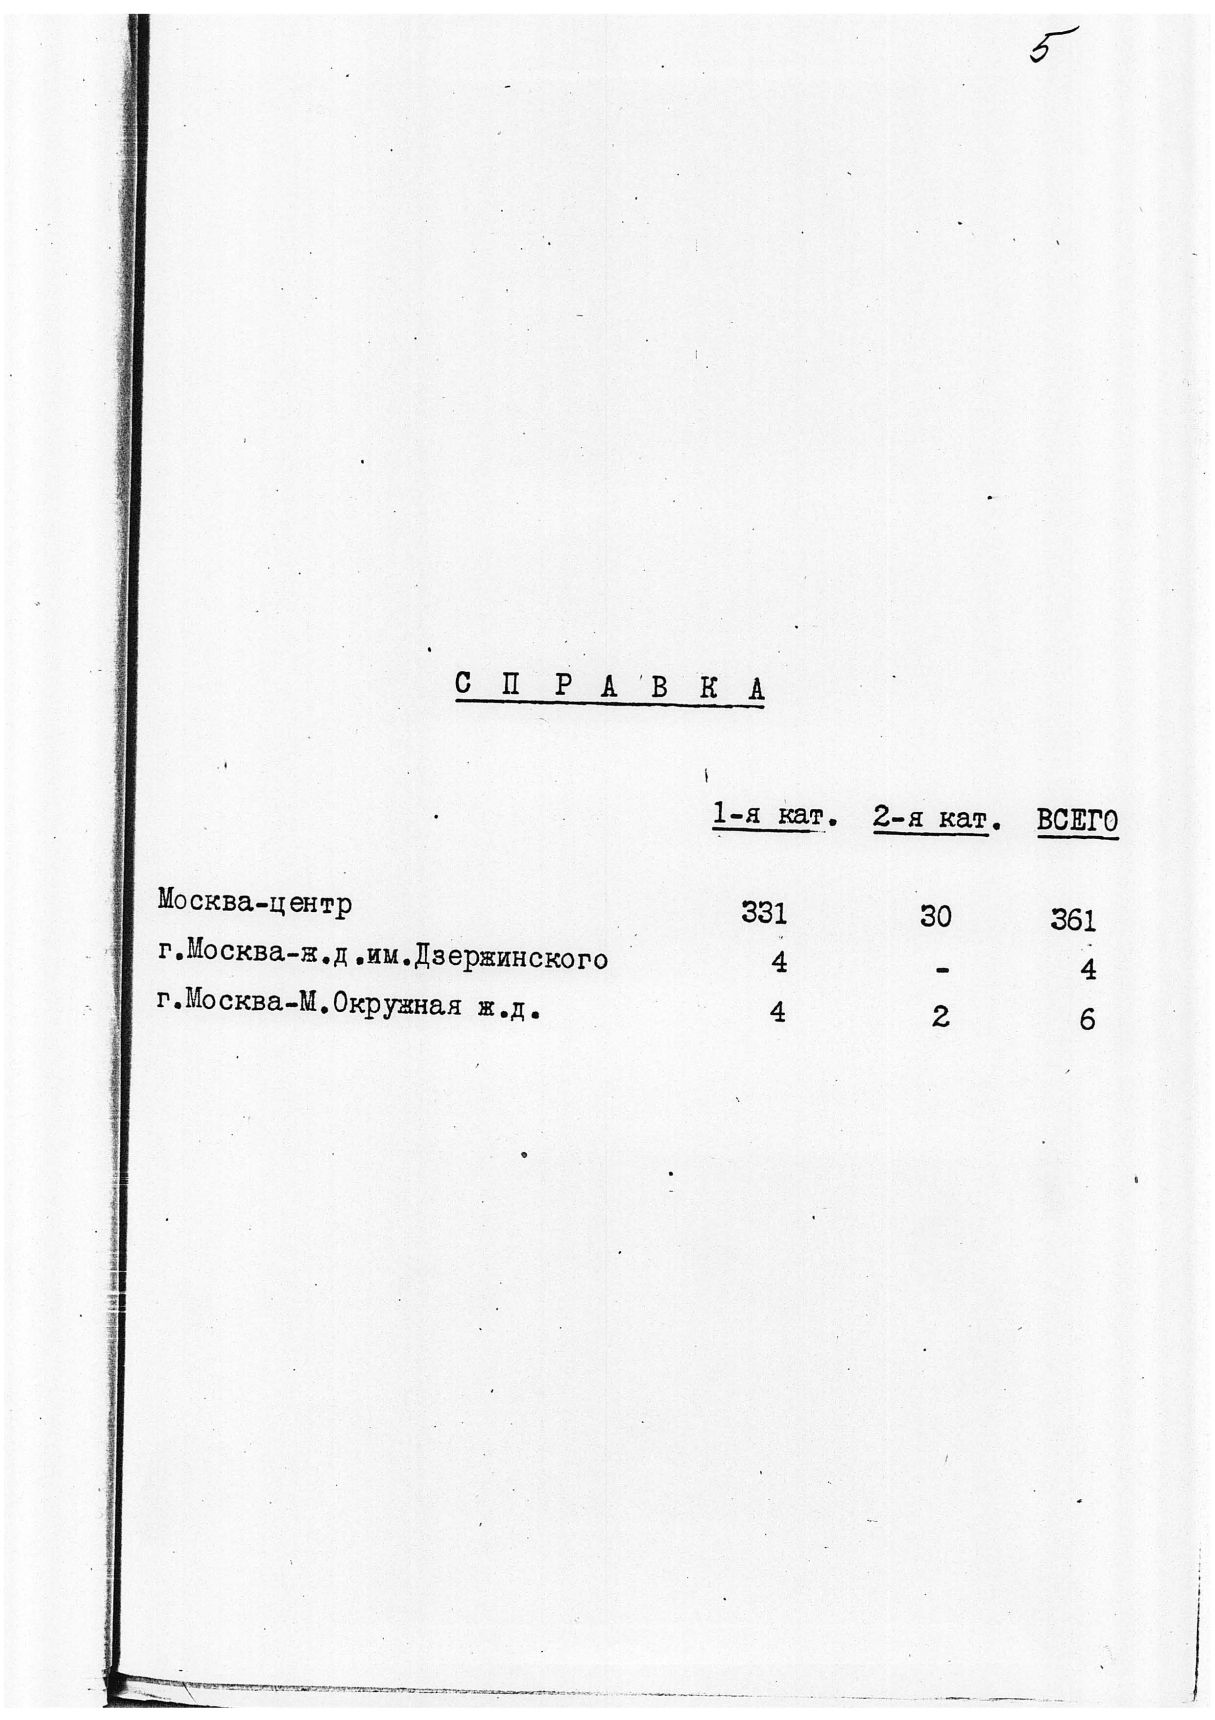 5
С П Р А В К А
1-я кат. 2-я кат. ВСЕГО
Москва-центр 331 30 361
г.Москва-ж.д.им.Дзержинского 4 - 4
г.Москва-М.Окружная ж.д. 4 2 6